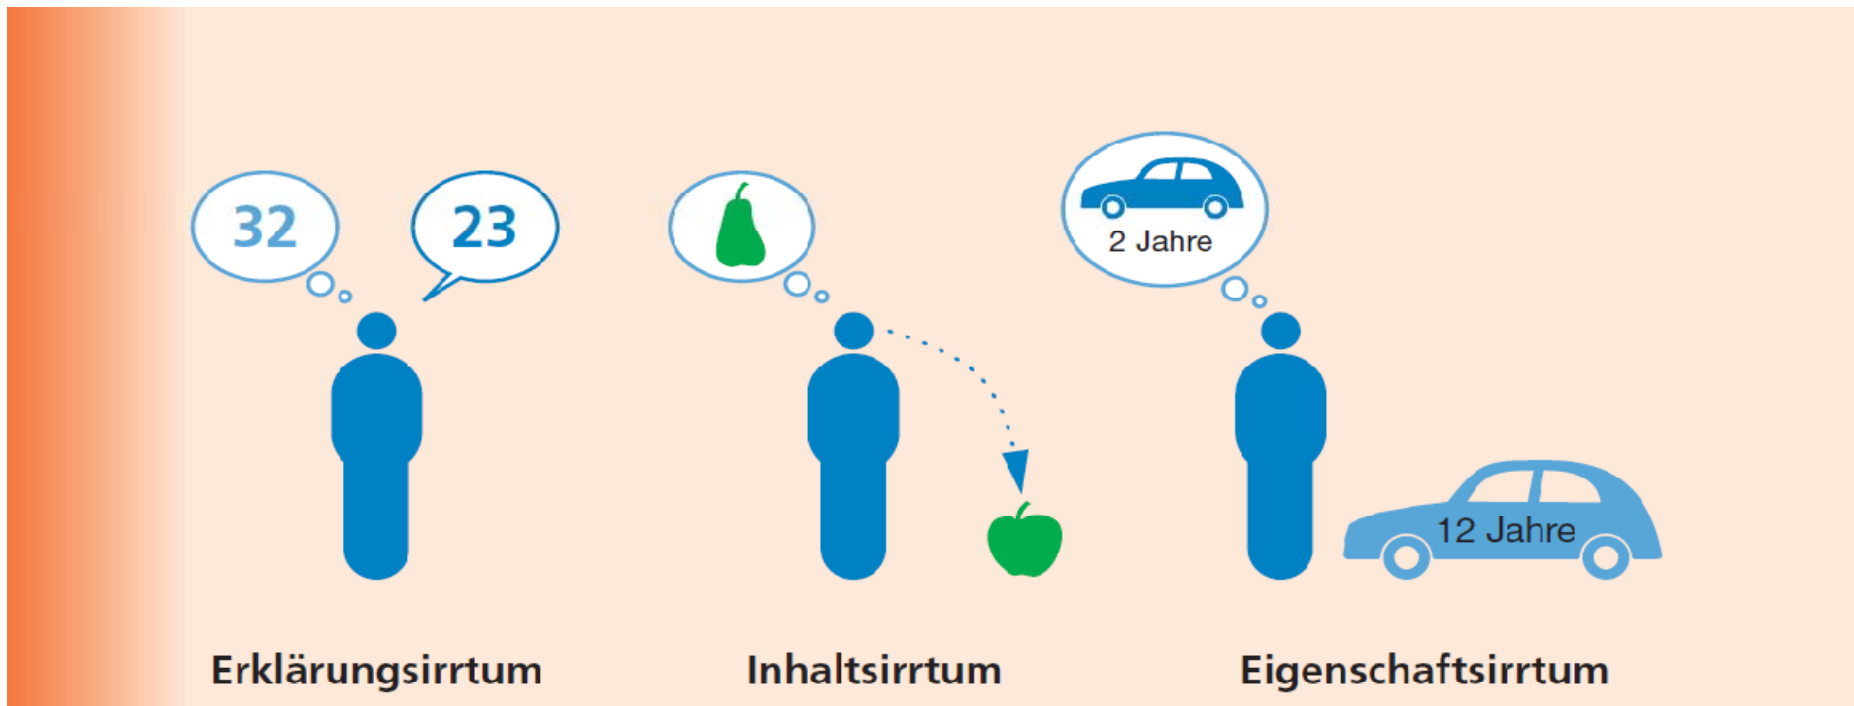 32
23
2 Jahre
12 Jahre
Erklärungsirrtum
Inhaltsirrtum
Eigenschaftsirrtum